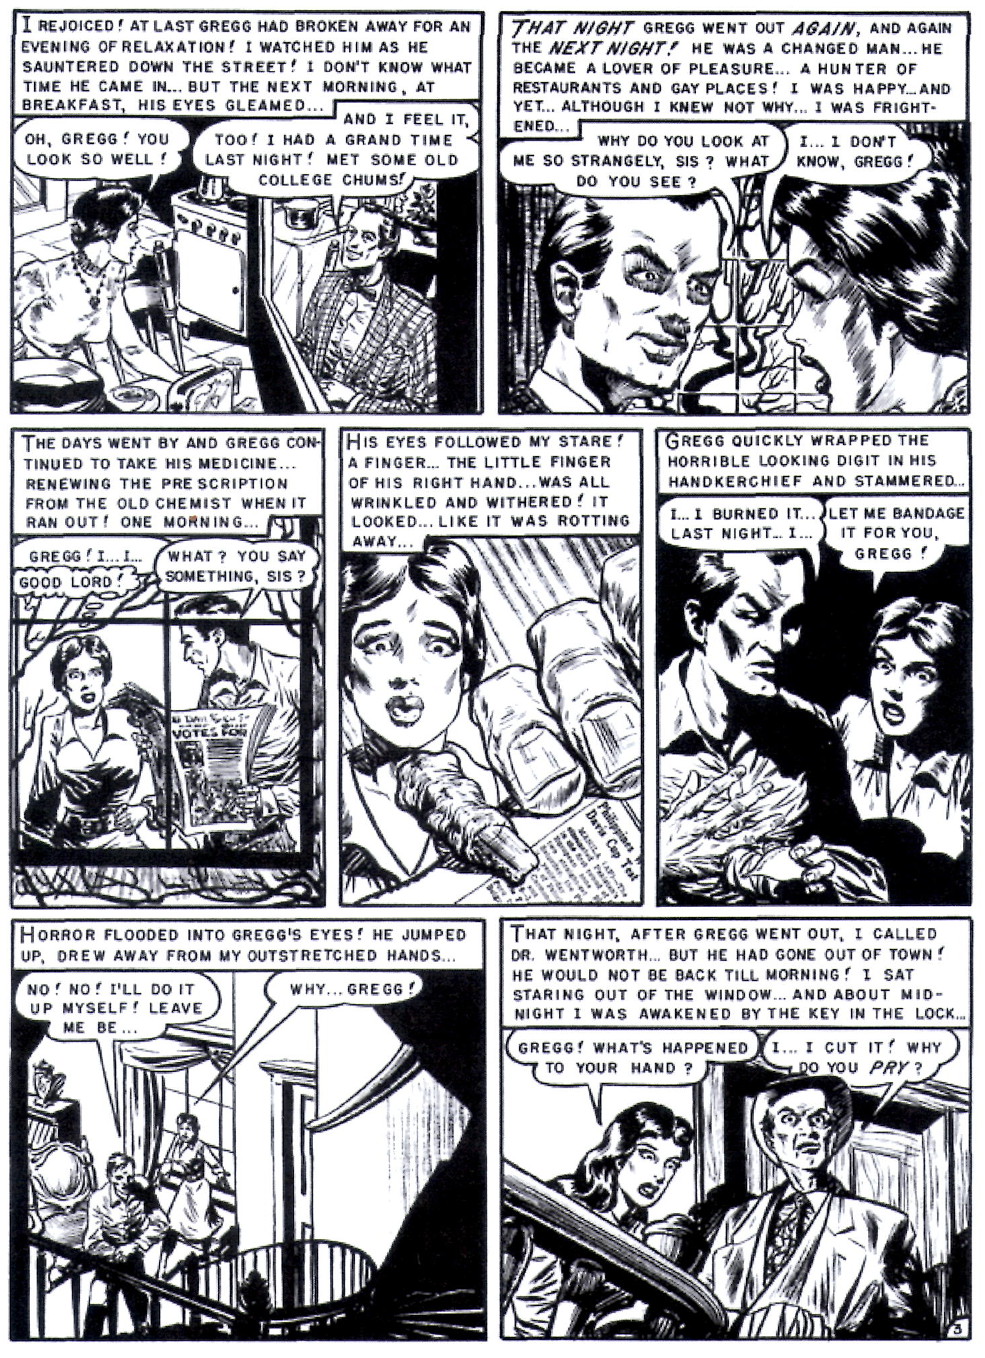 I REJOICED! AT LAST GREGG HAD BROKEN AWAY FOR AN
EVENING OF RELAXATION! I WATCHED HIM AS HE
SAUNTERED DOWN THE STREET! I DON'T KNOW WHAT
TIME HE CAME IN... BUT THE NEXT MORNING, AT
BREAKFAST, HIS EYES GLEAMED...
OH, GREGG! YOU
LOOK SO WELL!
AND I FEEL IT,
TOO! I HAD A GRAND TIME
LAST NIGHT! MET SOME OLD
COLLEGE CHUMS!
THAT NIGHT GREGG WENT OUT AGAIN, AND AGAIN
THE NEXT NIGHT! HE WAS A CHANGED MAN... HE
BECAME A LOVER OF PLEASURE... A HUNTER OF
RESTAURANTS AND GAY PLACES! I WAS HAPPY...AND
YET... ALTHOUGH I KNEW NOT WHY... I WAS FRIGHT-
ENED...
WHY DO YOU LOOK AT
ME SO STRANGELY, SIS? WHAT
DO YOU SEE?
I... I DON'T
KNOW, GREGG!
THE DAYS WENT BY AND GREGG CON-
TINUED TO TAKE HIS MEDICINE...
RENEWING THE PRESCRIPTION
FROM THE OLD CHEMIST WHEN IT
RAN OUT! ONE MORNING...
GREGG! I... I...
GOOD LORD!
WHAT? YOU SAY
SOMETHING, SIS?
VOTES FOR
HIS EYES FOLLOWED MY STARE!
A FINGER... THE LITTLE FINGER
OF HIS RIGHT HAND... WAS ALL
WRINKLED AND WITHERED! IT
LOOKED... LIKE IT WAS ROTTING
AWAY...
Philippines
Davis
Cap Test
GREGG QUICKLY WRAPPED THE
HORRIBLE LOOKING DIGIT IN HIS
HANDKERCHIEF AND STAMMERED...
I... I BURNED IT...
LAST NIGHT... I...
LET ME BANDAGE
IT FOR YOU,
GREGG!
HORROR FLOODED INTO GREGG'S EYES! HE JUMPED
UP, DREW AWAY FROM MY OUTSTRETCHED HANDS...
NO! NO! I'LL DO IT
UP MYSELF! LEAVE
ME BE...
WHY... GREGG!
THAT NIGHT, AFTER GREGG WENT OUT, I CALLED
DR. WENTWORTH... BUT HE HAD GONE OUT OF TOWN!
HE WOULD NOT BE BACK TILL MORNING! I SAT
STARING OUT OF THE WINDOW... AND ABOUT MID-
NIGHT I WAS AWAKENED BY THE KEY IN THE LOCK...
GREGG! WHAT'S HAPPENED
TO YOUR HAND?
I... I CUT IT! WHY
DO YOU PRY?
3